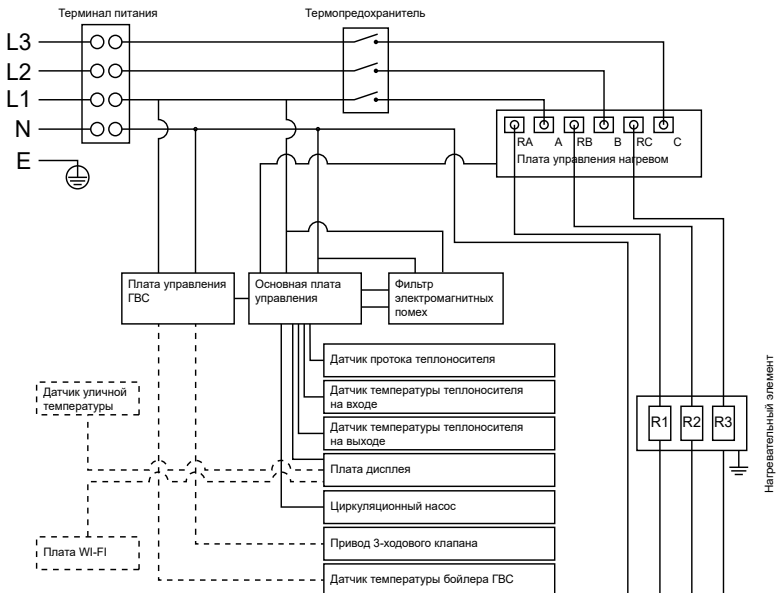 Терминал питания
Термопредохранитель
L3
L2
L1
N
E
RA A RB B RC C
Плата управления нагревом
Плата управления
ГВС
Основная плата
управления
Фильтр
электромагнитных
помех
Датчик протока теплоносителя
Датчик температуры теплоносителя
на входе
Датчик температуры теплоносителя
на выходе
Плата дисплея
Циркуляционный насос
Привод 3-ходового клапана
Датчик температуры бойлера ГВС
Датчик уличной
температуры
Плата WI-FI
R1 R2 R3
Нагревательный элемент